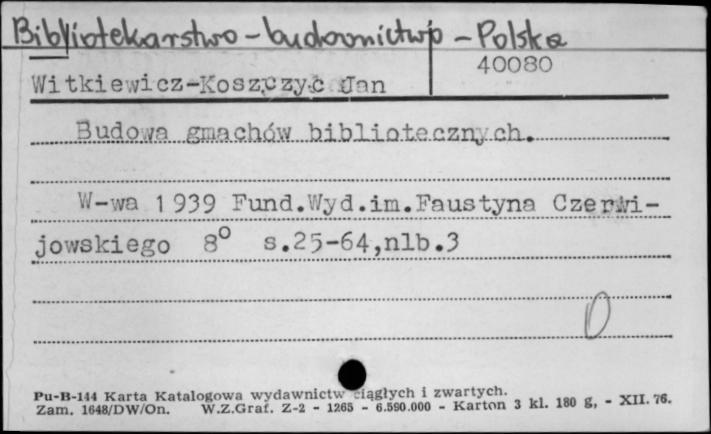 Bibliotekarstwo - budownictwo - Polska
40080
Witkiewicz-Koszczyc Jan
Budowa gmachów bibliotecznych.
W-wa 1939 Fund.Wyd.im.Faustyna Czerwi-
jowskiego 8° s.25-64,nlb.3
Pu-B-144 Karta Katalogowa wydawnictw ciągłych i zwartych.
Zam. 1648/DW/On. W.Z.Graf. Z-2 - 1265 - 6.590.000 - Karton 3 kl. 180 g, - XII. 76.